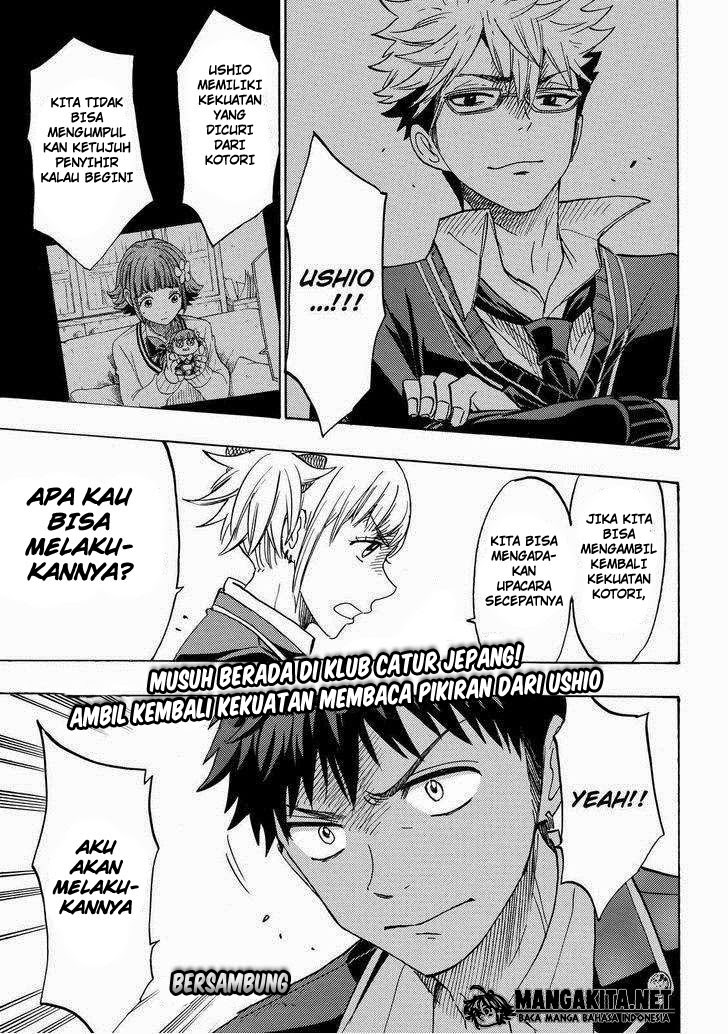 USHIO
...!!!
USHIO
MEMILIKI
KEKUATAN
YANG
DICURI
DARI
KOTORI
KITA TIDAK
BISA
MENGUMPUL
KAN KETUJUH
PENYIHIR
KALAU BEGINI
JIKA KITA
BISA
MENGAMBIL
KEMBALI
KEKUATAN
KOTORI,
KITA BISA
MENGADA-
KAN
UPACARA
SECEPATNYA
APA KAU
BISA
MELAKU-
KANNYA?
MUSUH BERADA DI KLUB CATUR JEPANG!
AMBIL KEMBALI KEKUATAN MEMBACA PIKIRAN DARI USHIO
YEAH!!
AKU
AKAN
MELAKU-
KANNYA
BERSAMBUNG
MANGAKITA.NET
BACA MANGA BAHASA INDONESIA